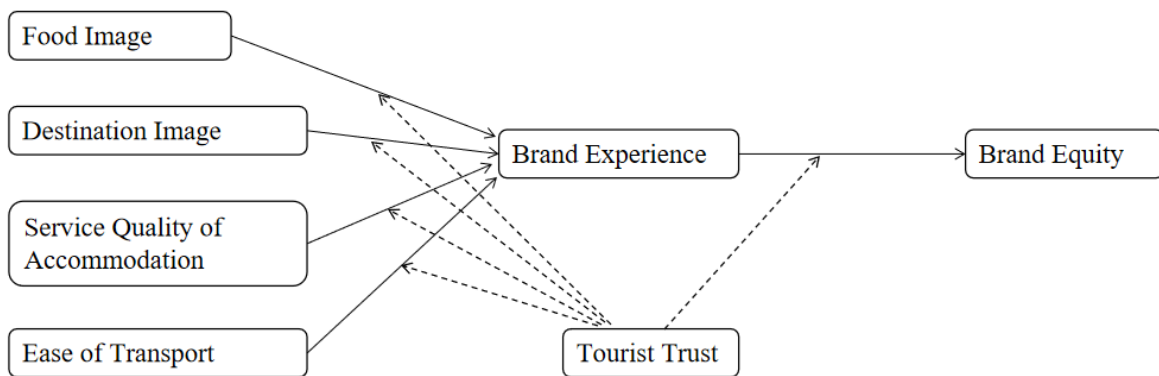 Food Image
Destination Image
Brand Experience
Brand Equity
Service Quality of
Accommodation
Ease of Transport
Tourist Trust